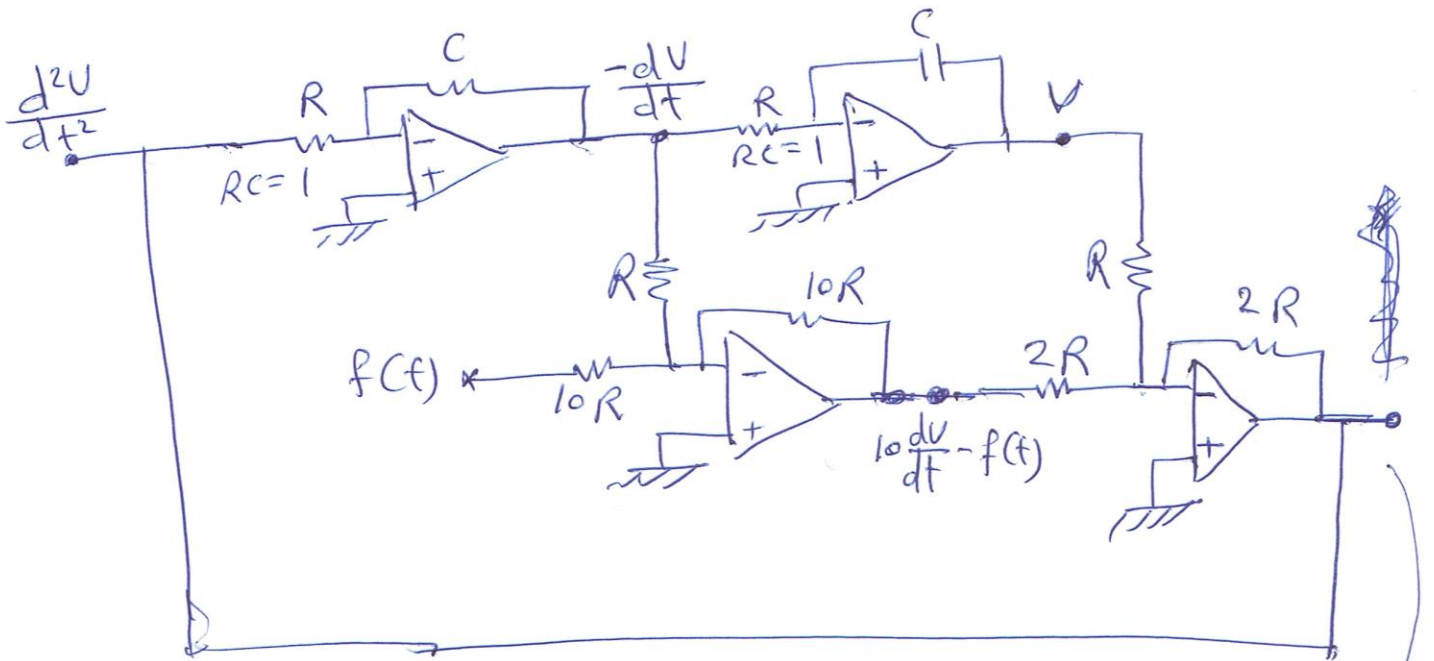 d²V
dt²
R
C
RC = 1
-
+
-dV
dt
R
C
RC = 1
-
+
V
R
R
f(t)
10R
10R
-
+
10 dV/dt - f(t)
2R
2R
-
+